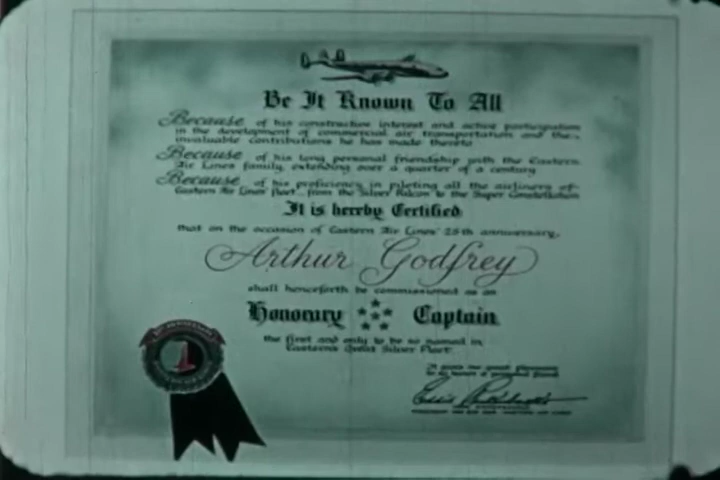 Be It Known To All
Because of his constructive interest and active participation
in the development of commercial air transportation and the
invaluable contributions he has made thereto
Because of his long personal friendship with the Eastern
Air Lines family, extending over a quarter of a century
Because of his proficiency in piloting all the airliners of
Eastern Air Lines' fleet from the Silver Falcon to the Super Constellation
It is hereby Certified
that on the occasion of Eastern Air Lines' 25th anniversary,
Arthur Godfrey
shall henceforth be commissioned as an
Honorary Captain
the first and only to be so named in
Eastern's Great Silver Fleet